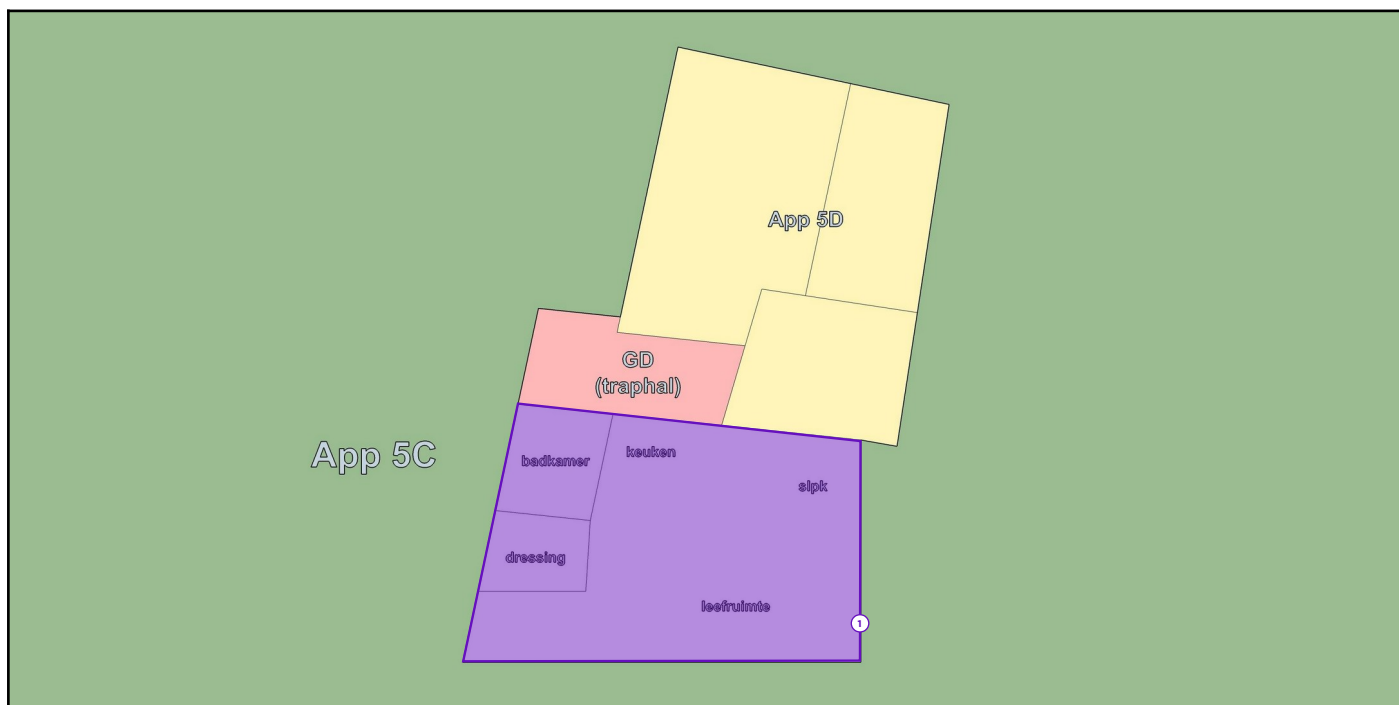 App 5D
GD
(traphal)
App 5C
badkamer
keuken
slpk
dressing
leefruimte
1